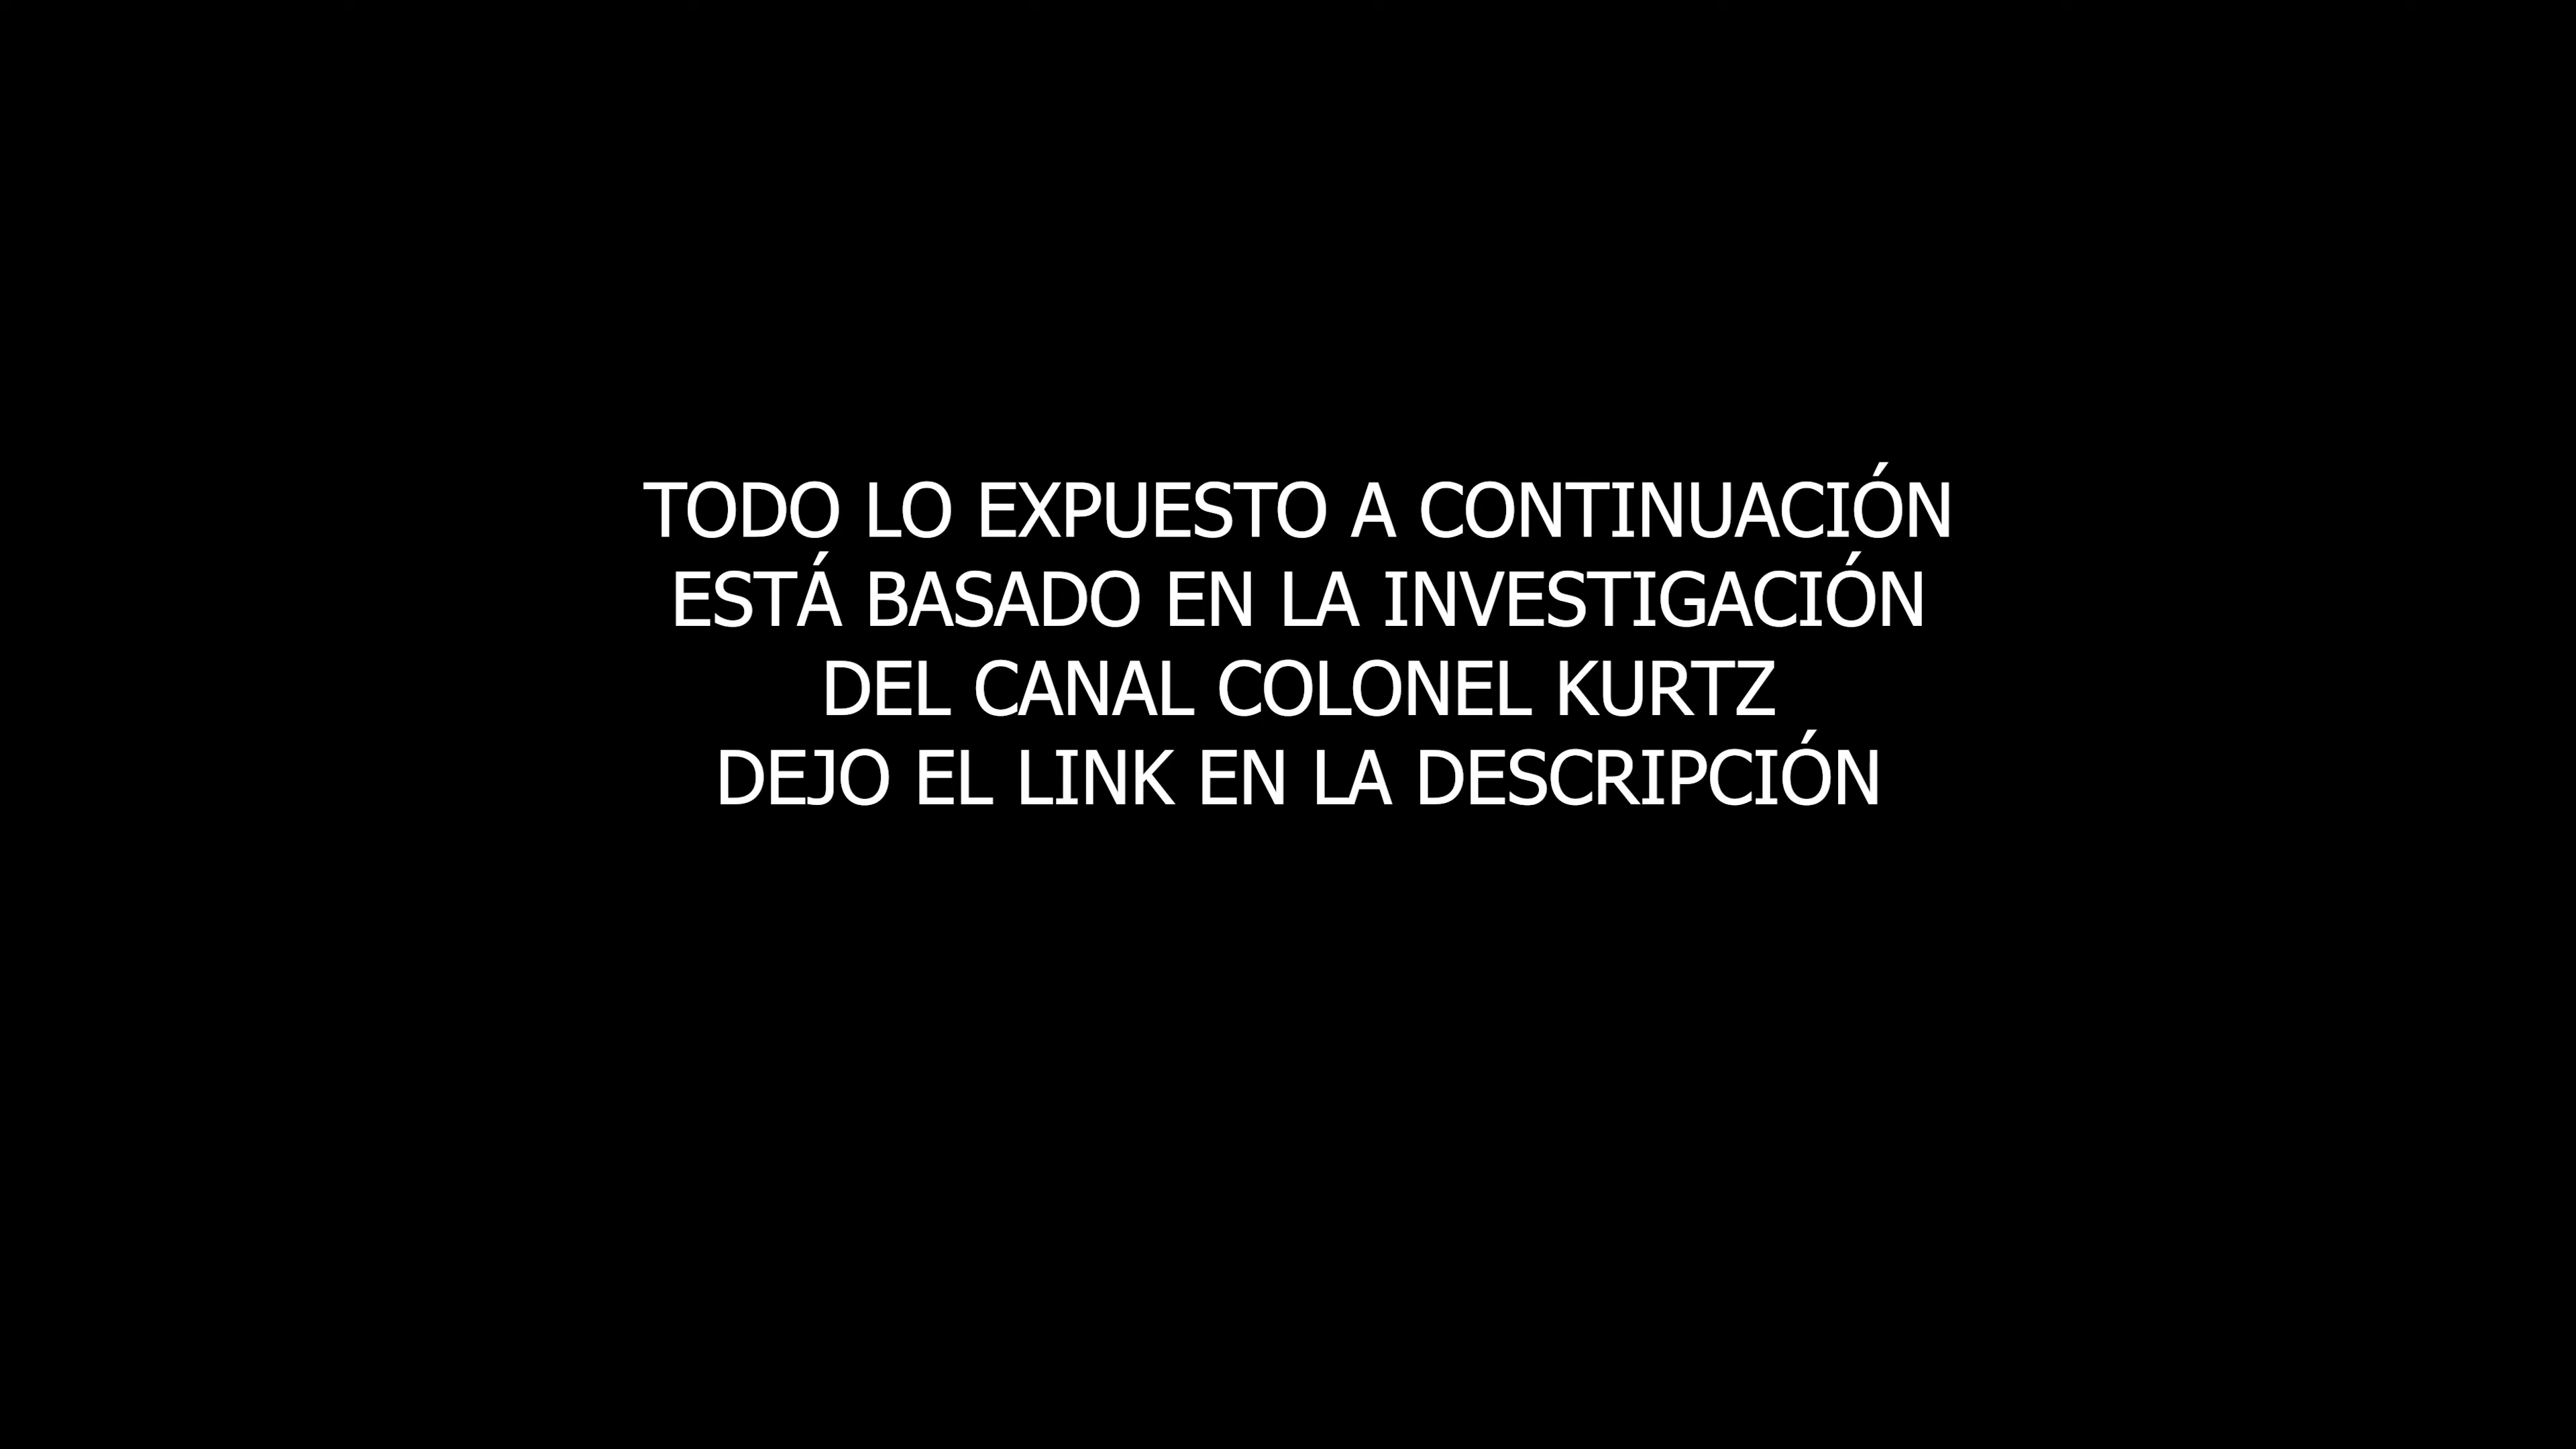 TODO LO EXPUESTO A CONTINUACIÓN
ESTÁ BASADO EN LA INVESTIGACIÓN
DEL CANAL COLONEL KURTZ
DEJO EL LINK EN LA DESCRIPCIÓN